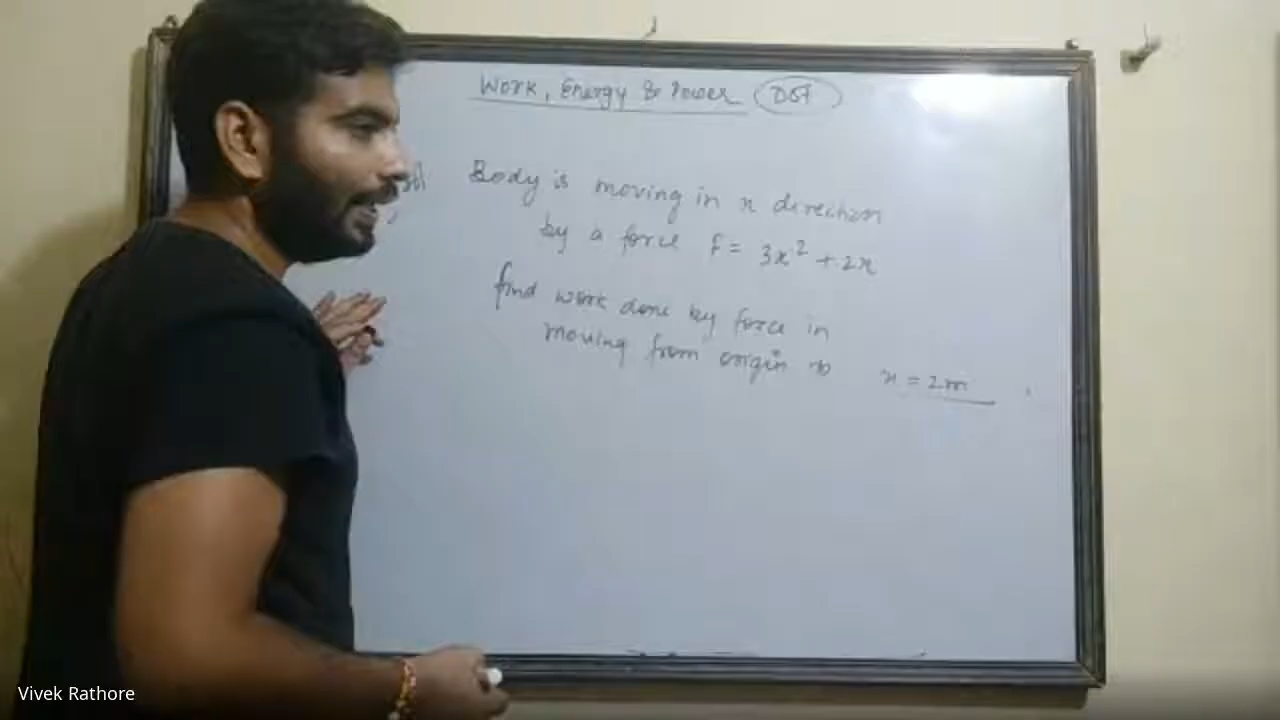 Work, Energy & Power DST
Body is moving in x direction
by a force F = 3x² + 2x
find work done by force in
moving from origin to x = 2m
Vivek Rathore